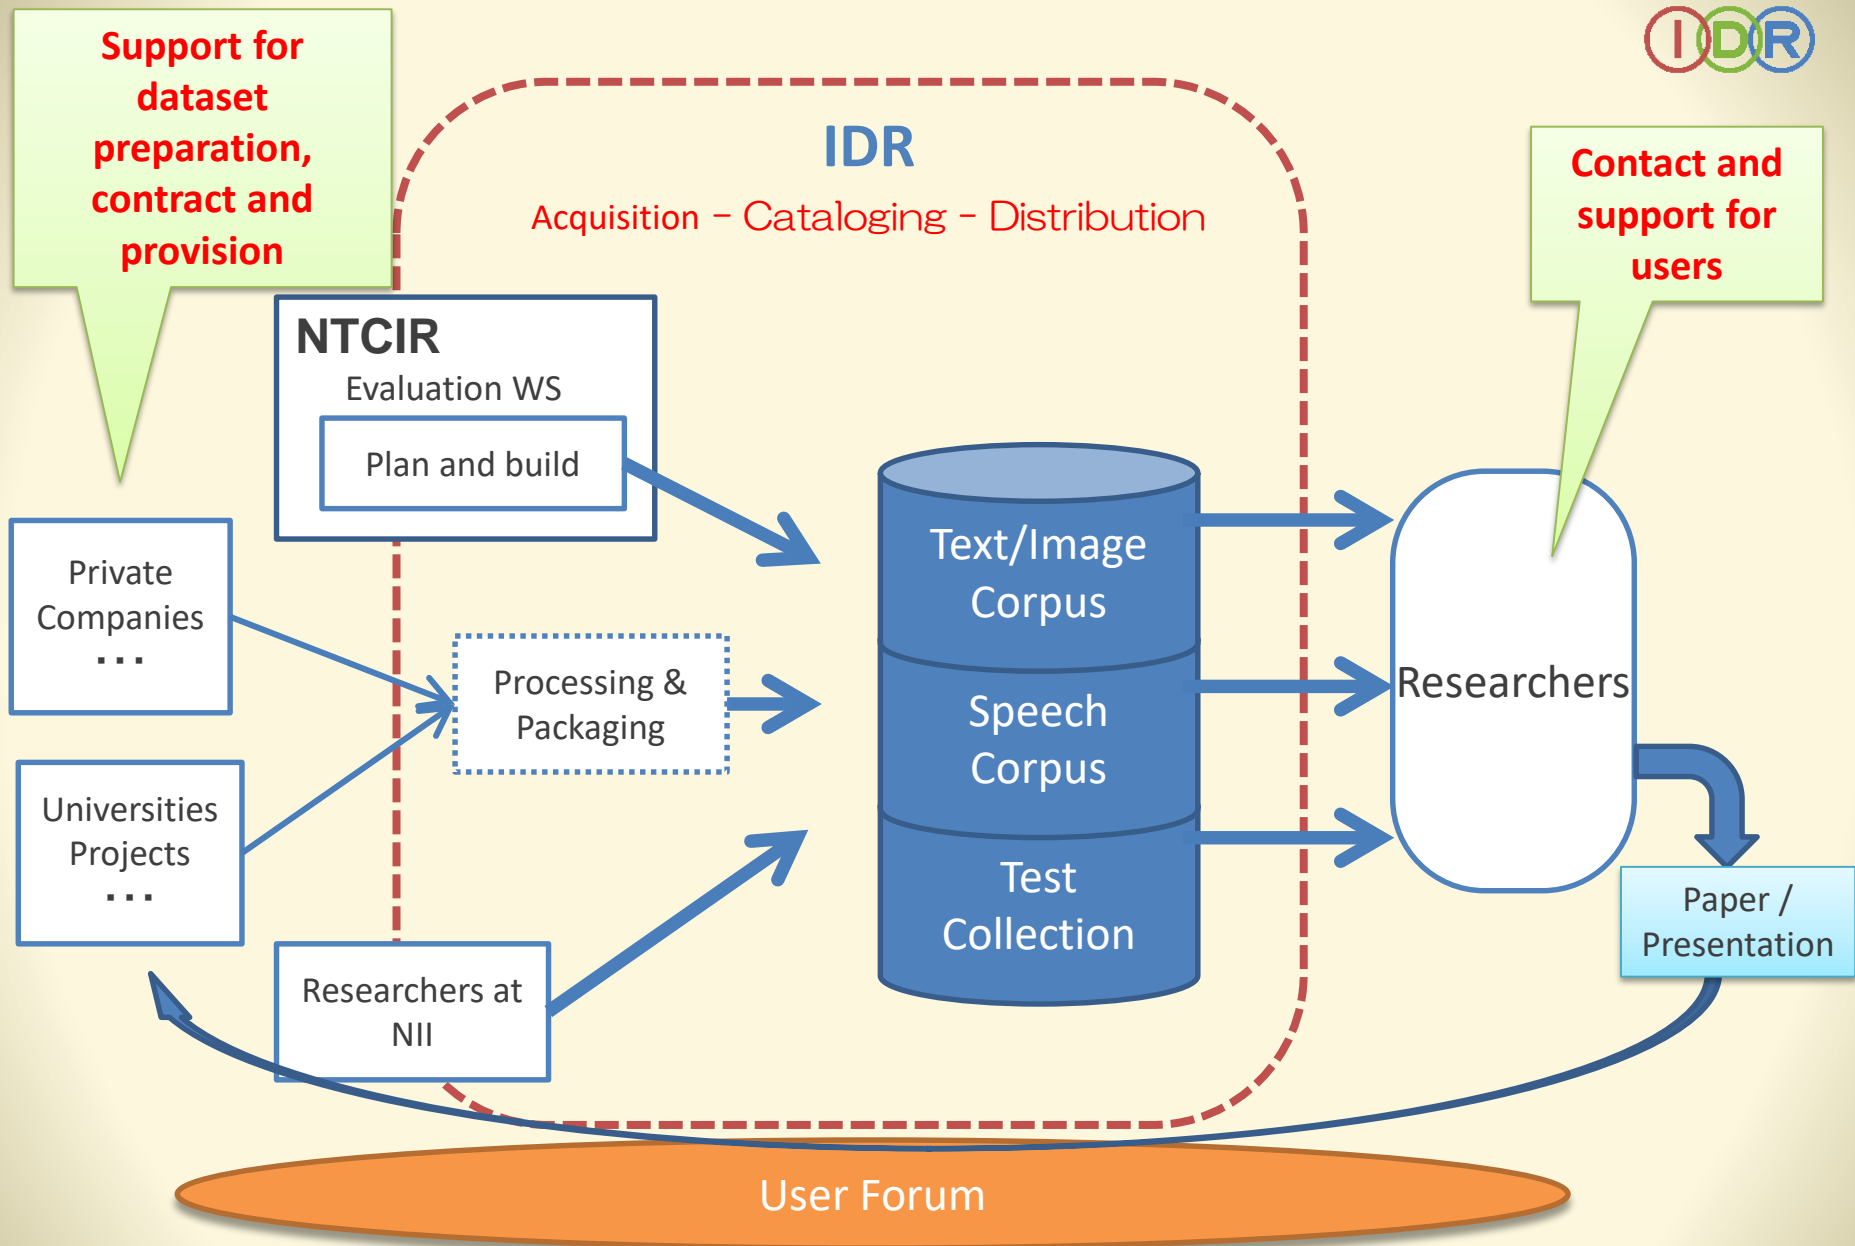 Support for
dataset
preparation,
contract and
provision
IDR
IDR
Acquisition - Cataloging - Distribution
Contact and
support for
users
NTCIR
Evaluation WS
Plan and build
Private
Companies
...
Universities
Projects
...
Processing &
Packaging
Researchers at
NII
Text/Image
Corpus
Speech
Corpus
Test
Collection
Researchers
Paper /
Presentation
User Forum